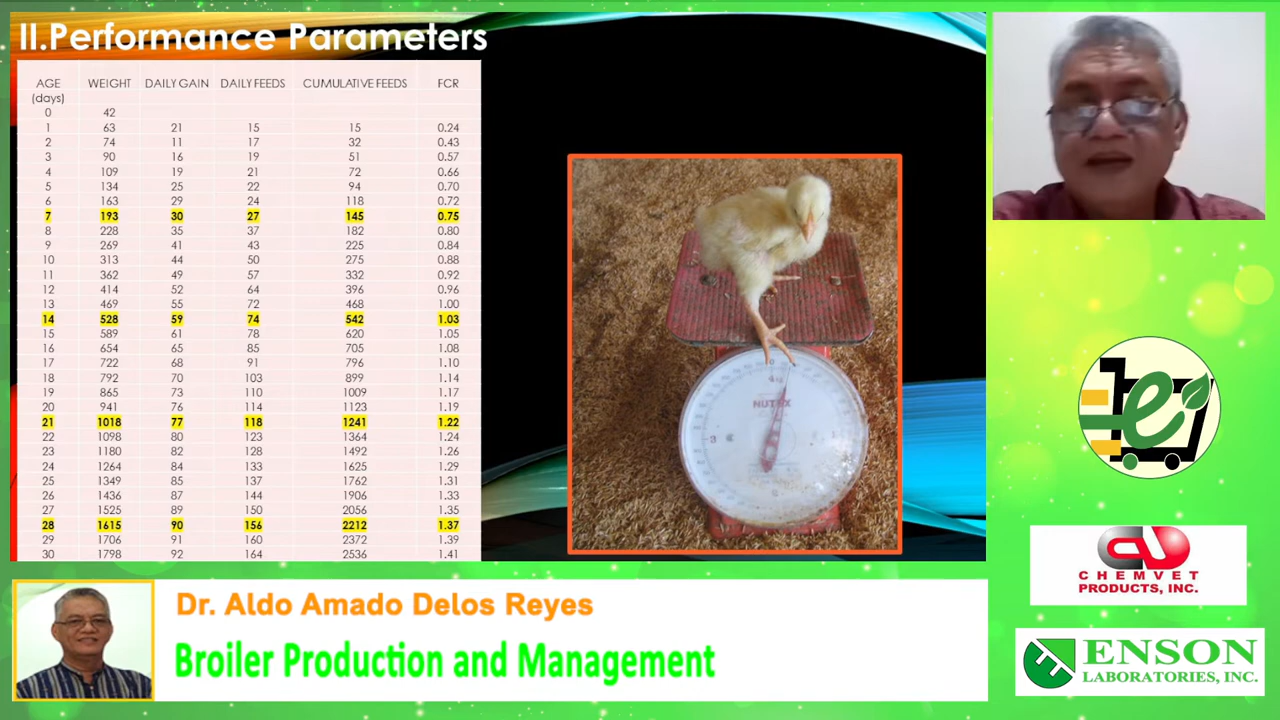 II.Performance Parameters
AGE (days) WEIGHT DAILY GAIN DAILY FEEDS CUMULATIVE FEEDS FCR
0 42
1 63 21 15 15 0.24
2 74 11 17 32 0.43
3 90 16 19 51 0.57
4 109 19 21 72 0.66
5 134 25 22 94 0.70
6 163 29 24 118 0.72
7 193 30 27 145 0.75
8 228 35 37 182 0.80
9 269 41 43 225 0.84
10 313 44 50 275 0.88
11 362 49 57 332 0.92
12 414 52 64 396 0.96
13 469 55 72 468 1.00
14 528 59 74 542 1.03
15 589 61 78 620 1.05
16 654 65 85 705 1.08
17 722 68 91 796 1.10
18 792 70 103 899 1.14
19 865 73 110 1009 1.17
20 941 76 114 1123 1.19
21 1018 77 118 1241 1.22
22 1098 80 123 1364 1.24
23 1180 82 128 1492 1.26
24 1264 84 133 1625 1.29
25 1349 85 137 1762 1.31
26 1436 87 144 1906 1.33
27 1525 89 150 2056 1.35
28 1615 90 156 2212 1.37
29 1706 91 160 2372 1.39
30 1798 92 164 2536 1.41
e
CHEMVET
PRODUCTS, INC.
ENSON
LABORATORIES, INC.
Dr. Aldo Amado Delos Reyes
Broiler Production and Management